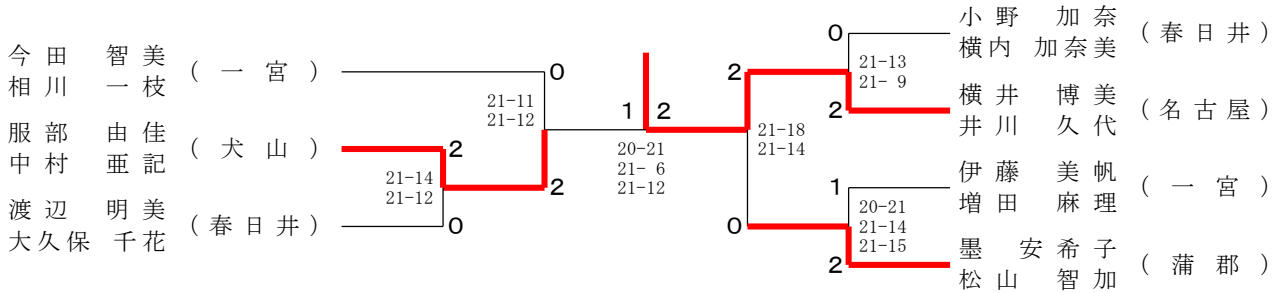 今田 智美
相川 一枝
(一宮)
服部 由佳
中村 亜記
(犬山)
渡辺 明美
大久保 千花
(春日井)
0
21-11
21-12
2
2
21-14
21-12
0
1 2
20-21
21- 6
21-12
2
21-18
21-14
0
0
21-13
21- 9
2
1
20-21
21-14
21-15
2
小野 加奈
横内 加奈美
(春日井)
横井 博美
井川 久代
(名古屋)
伊藤 美帆
増田 麻理
(一宮)
墨 安希子
松山 智加
(蒲郡)